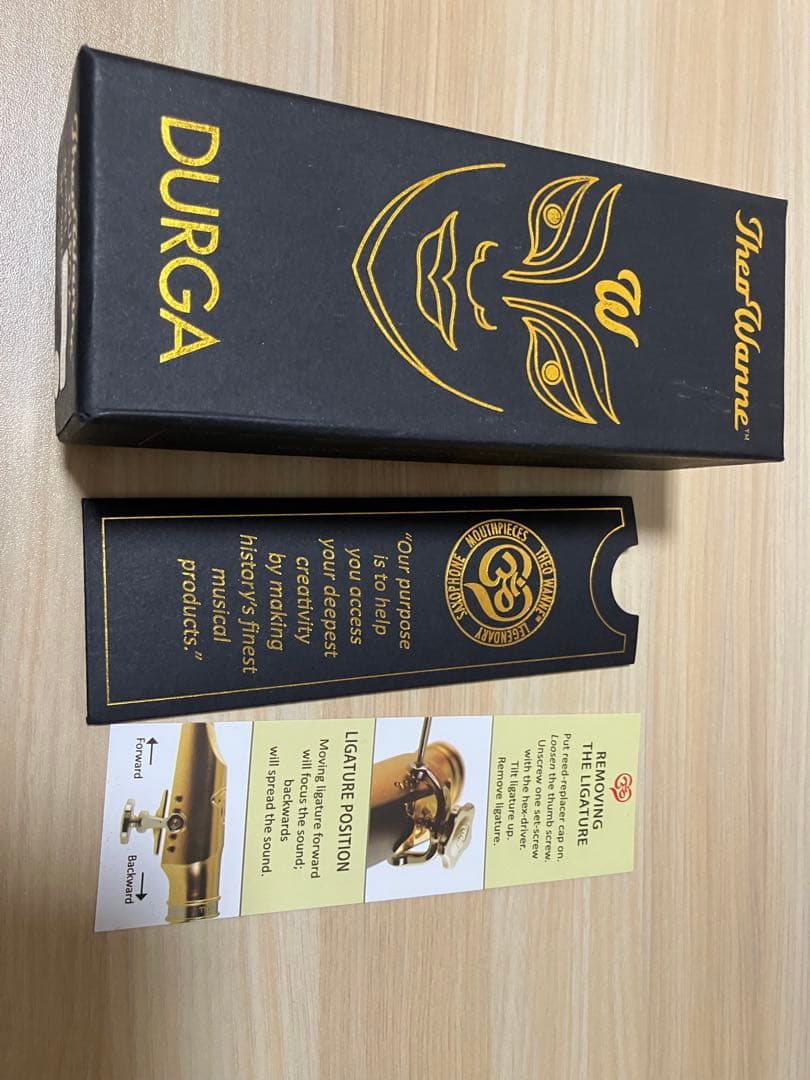 Theo Wanne™
W
DURGA
SAXOPHONE MOUTHPIECES THEO WANNE™ LEGENDARY
"Our purpose
is to help
you access
your deepest
creativity
by making
history's finest
musical
products."
REMOVING
THE LIGATURE
Put reed-replacer cap on.
Loosen the thumb screw.
Unscrew one set-screw
with the hex-driver.
Tilt ligature up.
Remove ligature.
LIGATURE POSITION
Moving ligature forward
will focus the sound;
backwards
will spread the sound.
Forward
Backward